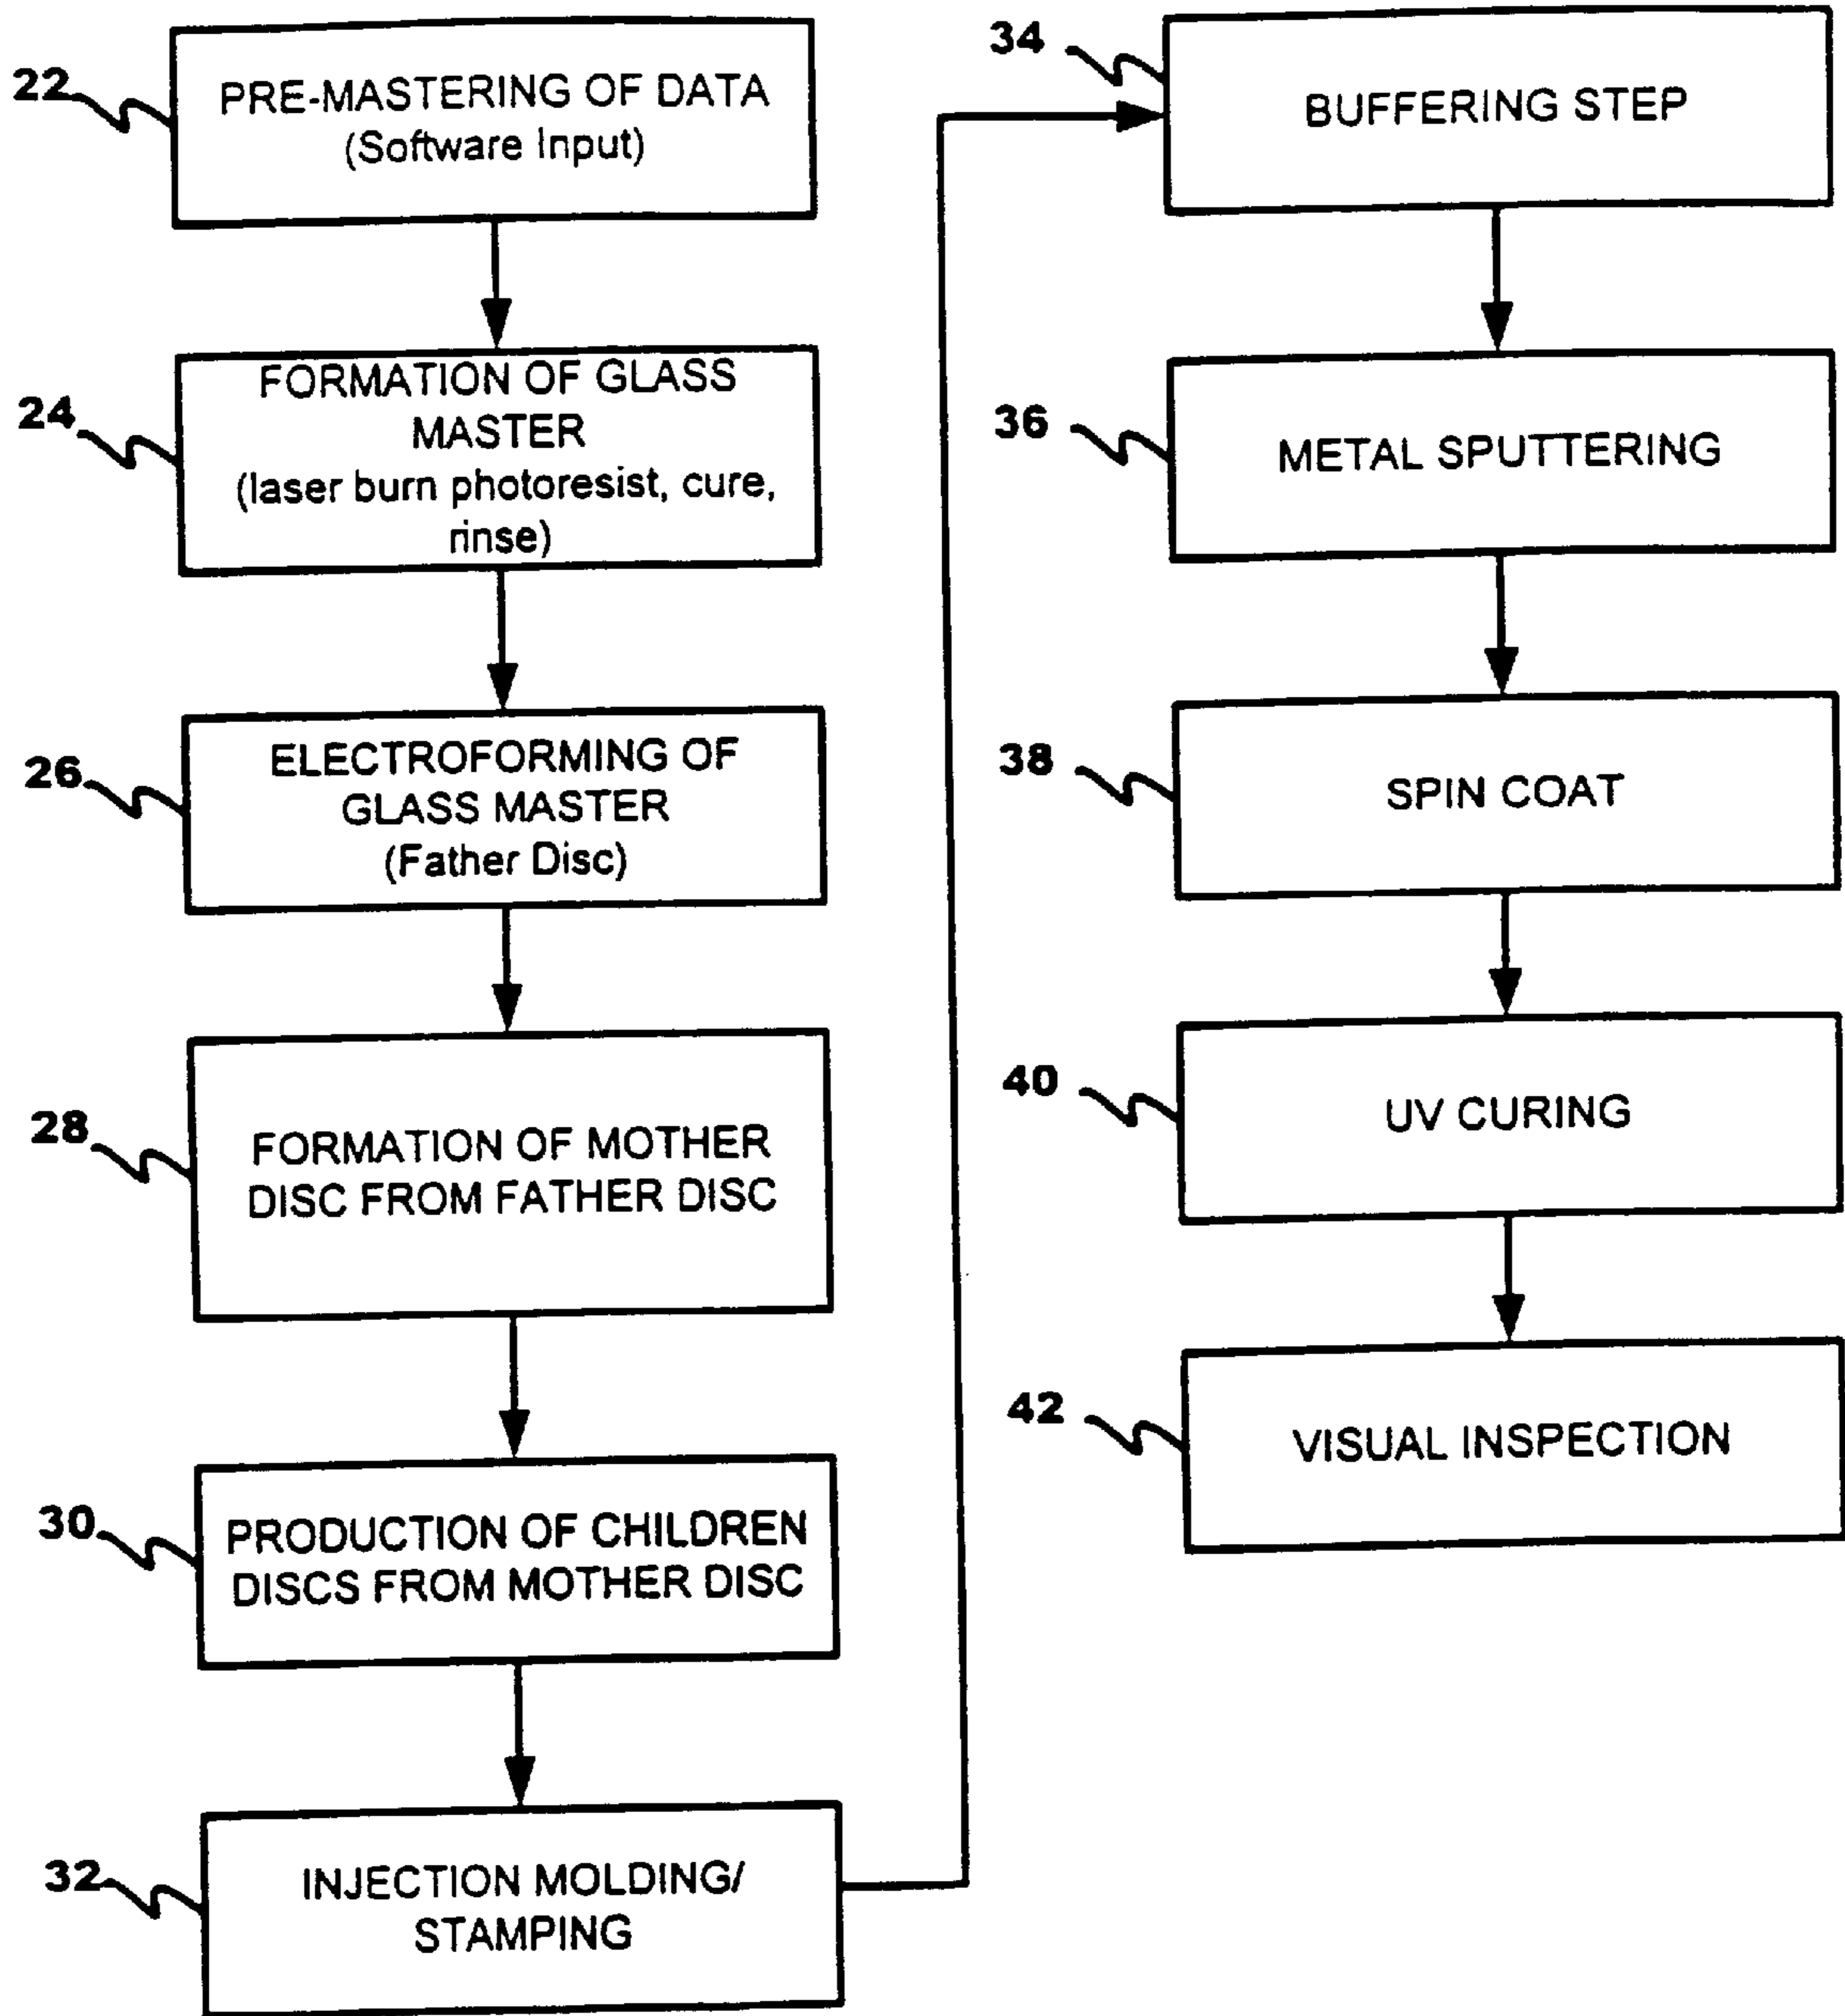 22
PRE-MASTERING OF DATA
(Software Input)
24
FORMATION OF GLASS
MASTER
(laser burn photoresist, cure,
rinse)
26
ELECTROFORMING OF
GLASS MASTER
(Father Disc)
28
FORMATION OF MOTHER
DISC FROM FATHER DISC
30
PRODUCTION OF CHILDREN
DISCS FROM MOTHER DISC
32
INJECTION MOLDING/
STAMPING
34
BUFFERING STEP
36
METAL SPUTTERING
38
SPIN COAT
40
UV CURING
42
VISUAL INSPECTION